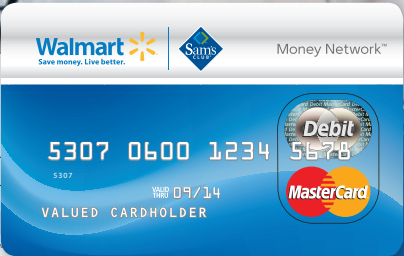 Walmart
Save money. Live better.
Sam's
CLUB
Money Network™
Debit
5307 0600 1234 5678
5307
VALID THRU 09/14
VALUED CARDHOLDER
MasterCard